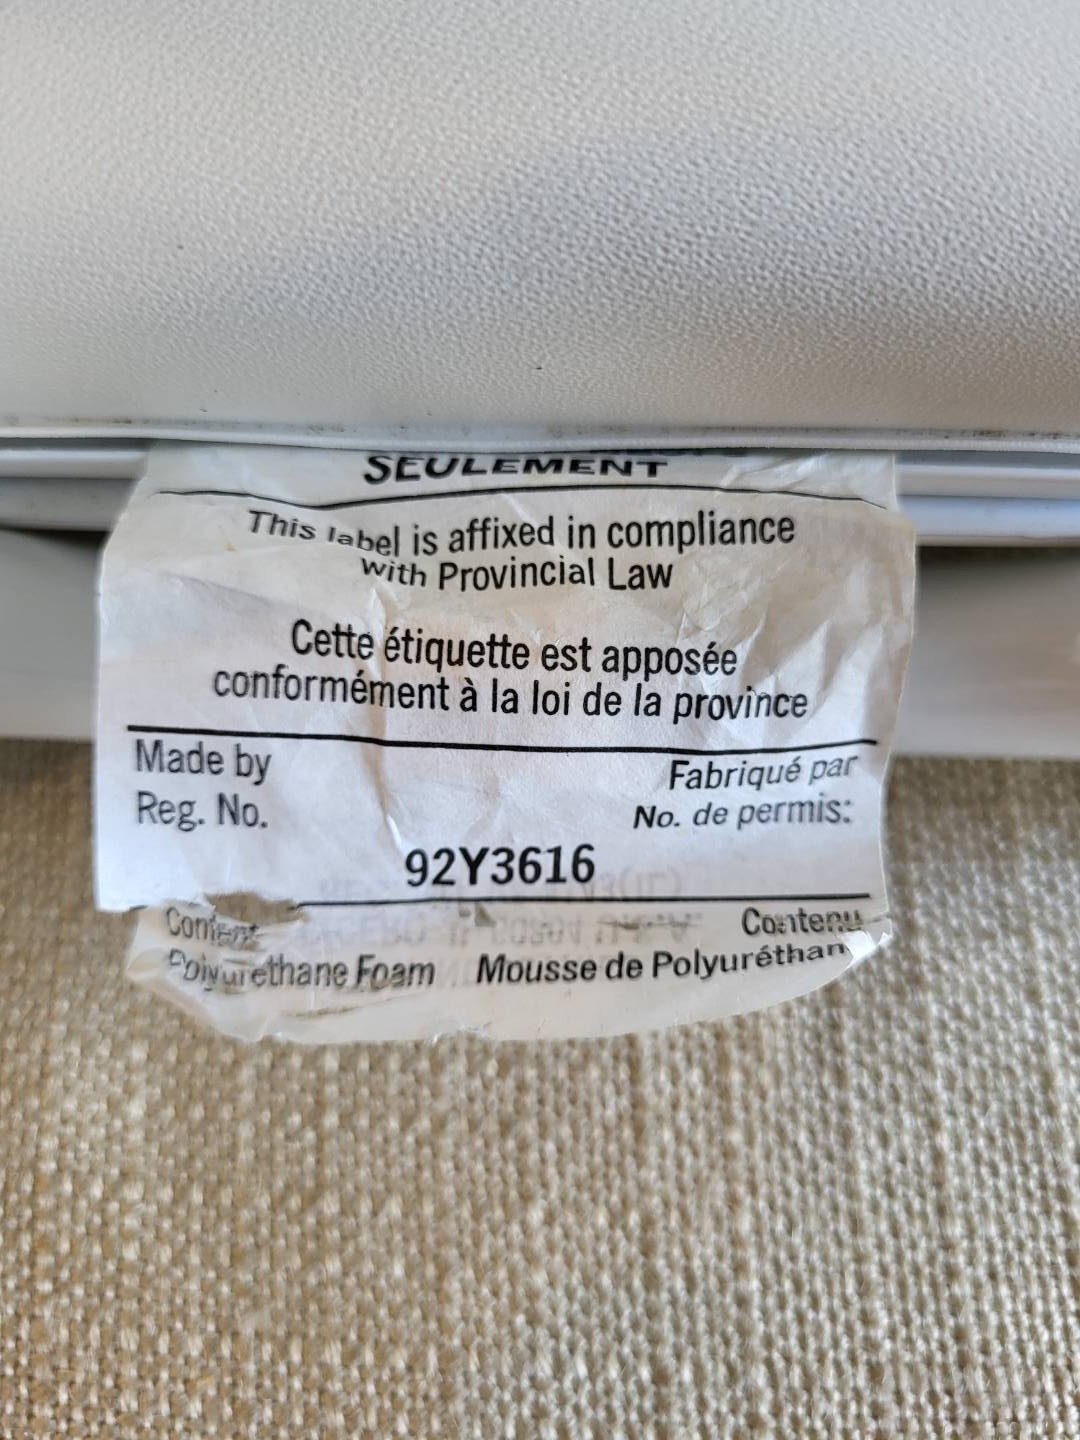 SEULEMENT
This label is affixed in compliance
with Provincial Law
Cette étiquette est apposée
conformément à la loi de la province
Made by
Fabriqué par
Reg. No.
No. de permis:
92Y3616
Content
Contenu
Polyurethane Foam
Mousse de Polyuréthan